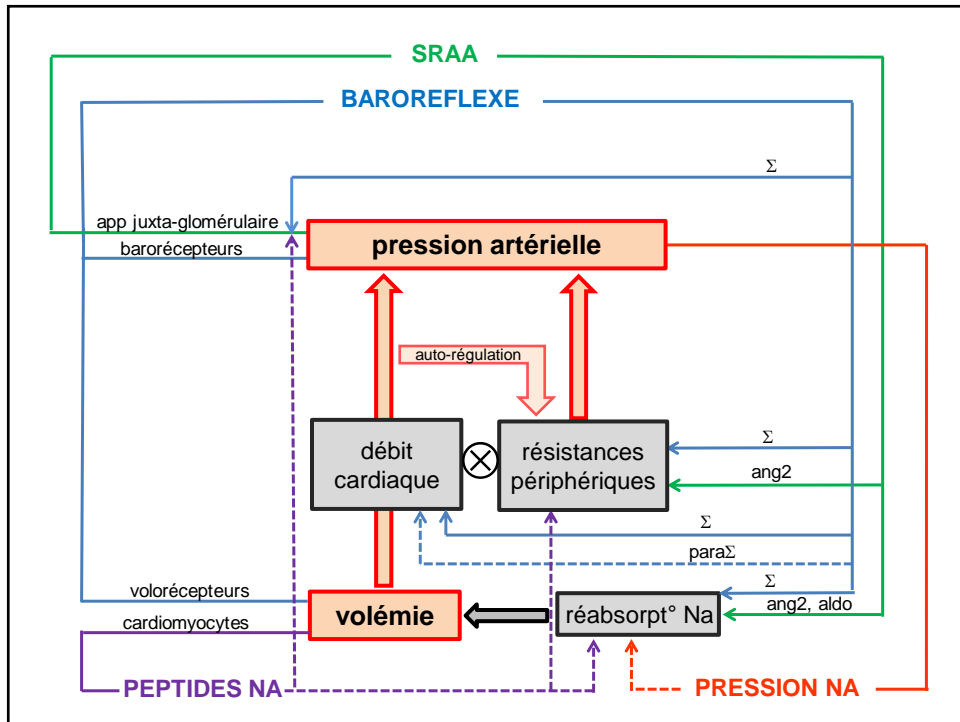 SRAA
BAROREFLEXE
Σ
app juxta-glomérulaire
barorécepteurs
pression artérielle
auto-régulation
débit
cardiaque
résistances
périphériques
Σ
ang2
Σ
paraΣ
volorécepteurs
cardiomyocytes
volémie
réabsorpt° Na
Σ
ang2, aldo
PEPTIDES NA
PRESSION NA